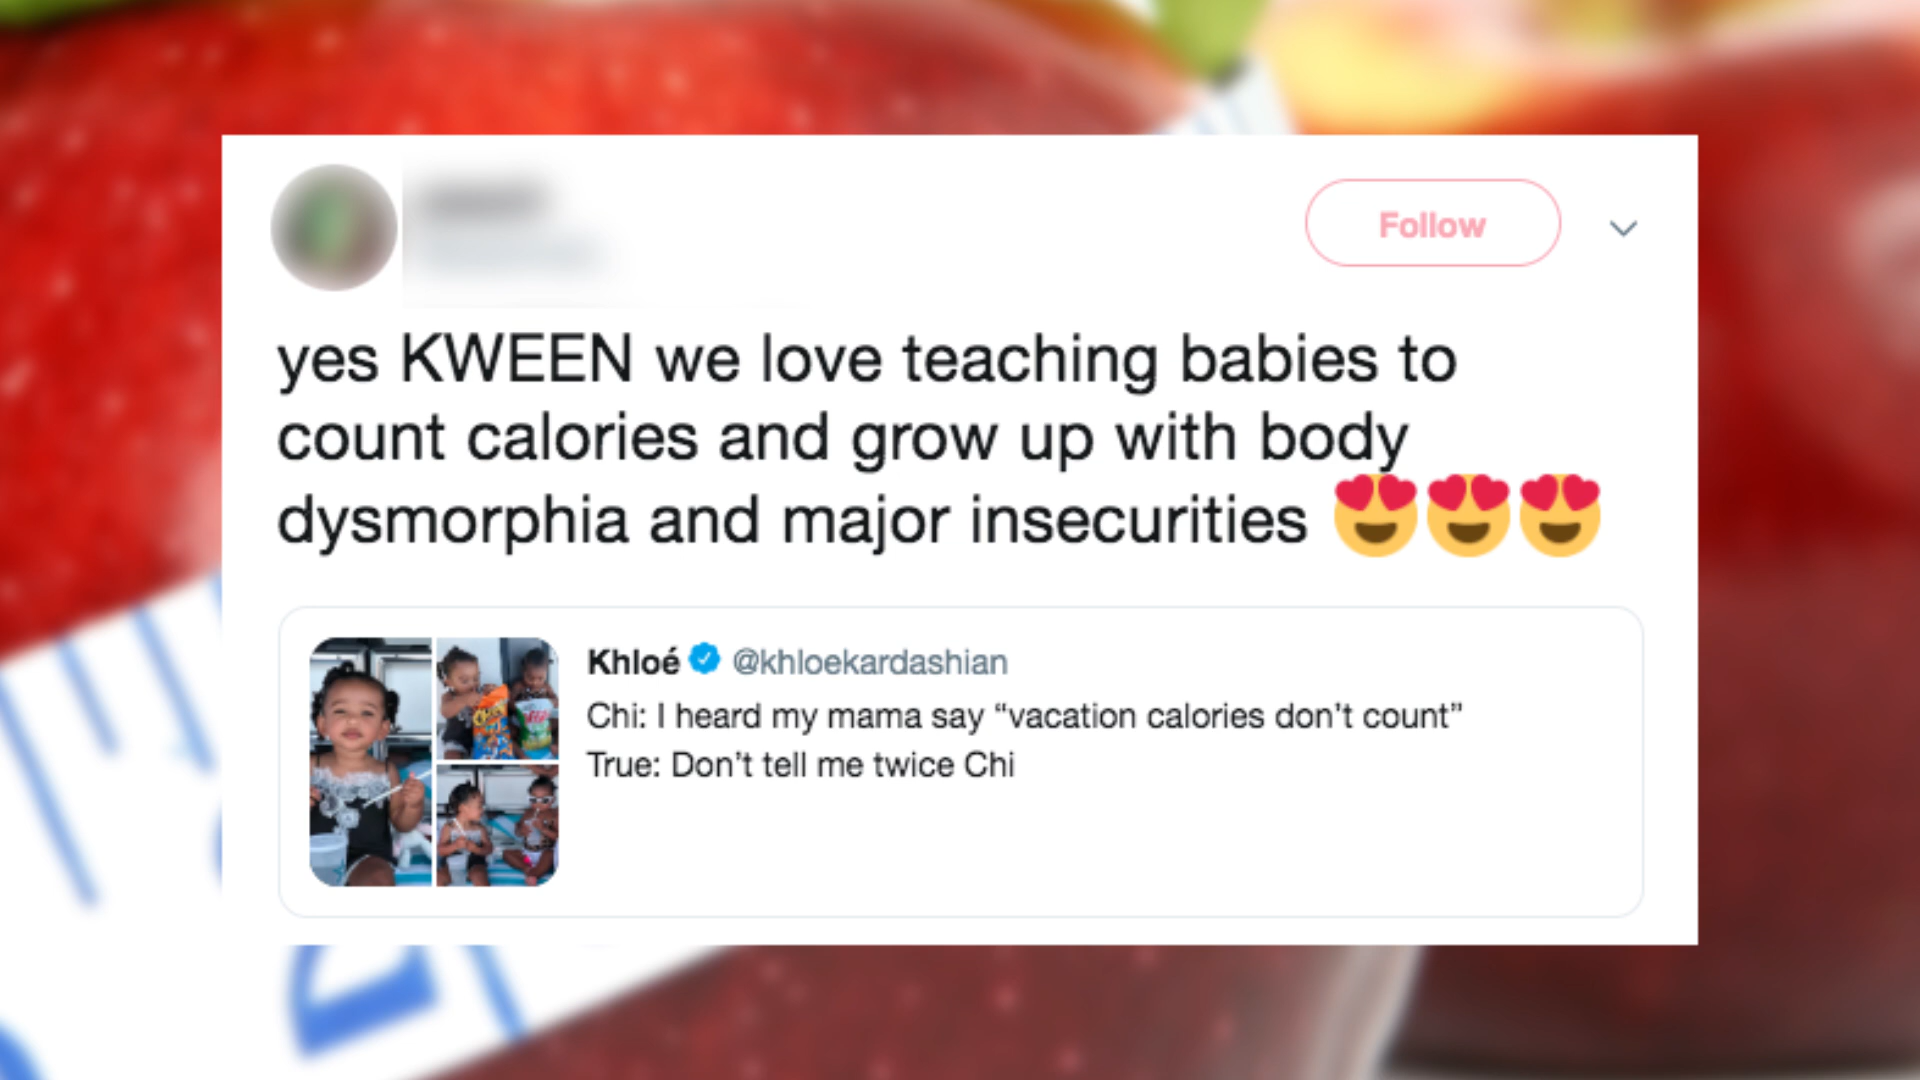 Follow
yes KWEEN we love teaching babies to
count calories and grow up with body
dysmorphia and major insecurities 😍😍😍
Khloé @khloekardashian
Chi: I heard my mama say “vacation calories don’t count”
True: Don’t tell me twice Chi